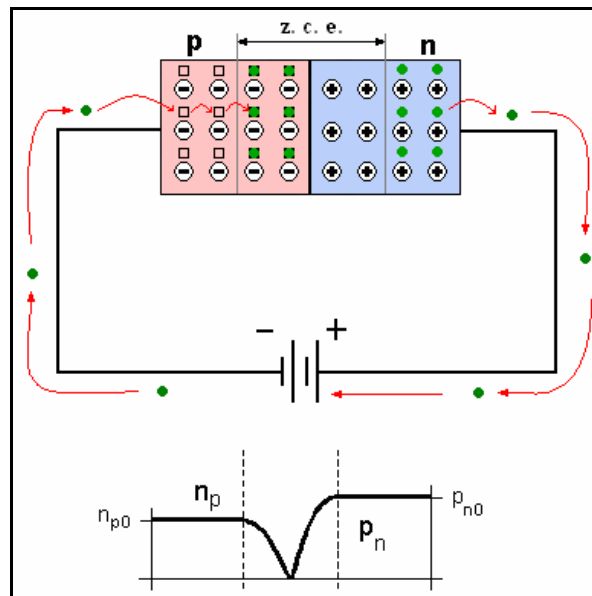 z. c. e.
p n
− +
n_p
n_p0
p_n0
p_n